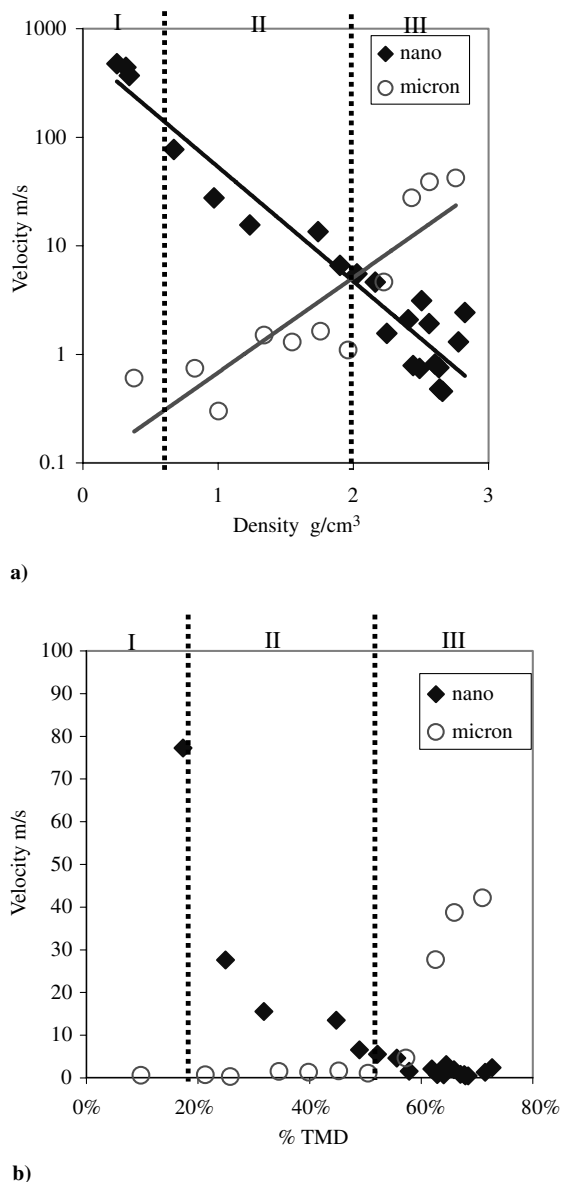 I II III
1000
nano
micron
100
10
1
0.1
Velocity m/s
0 1 2 3
Density g/cm³
a)
I II III
100
90
80
70
60
50
40
30
20
10
0
nano
micron
Velocity m/s
0% 20% 40% 60% 80%
% TMD
b)